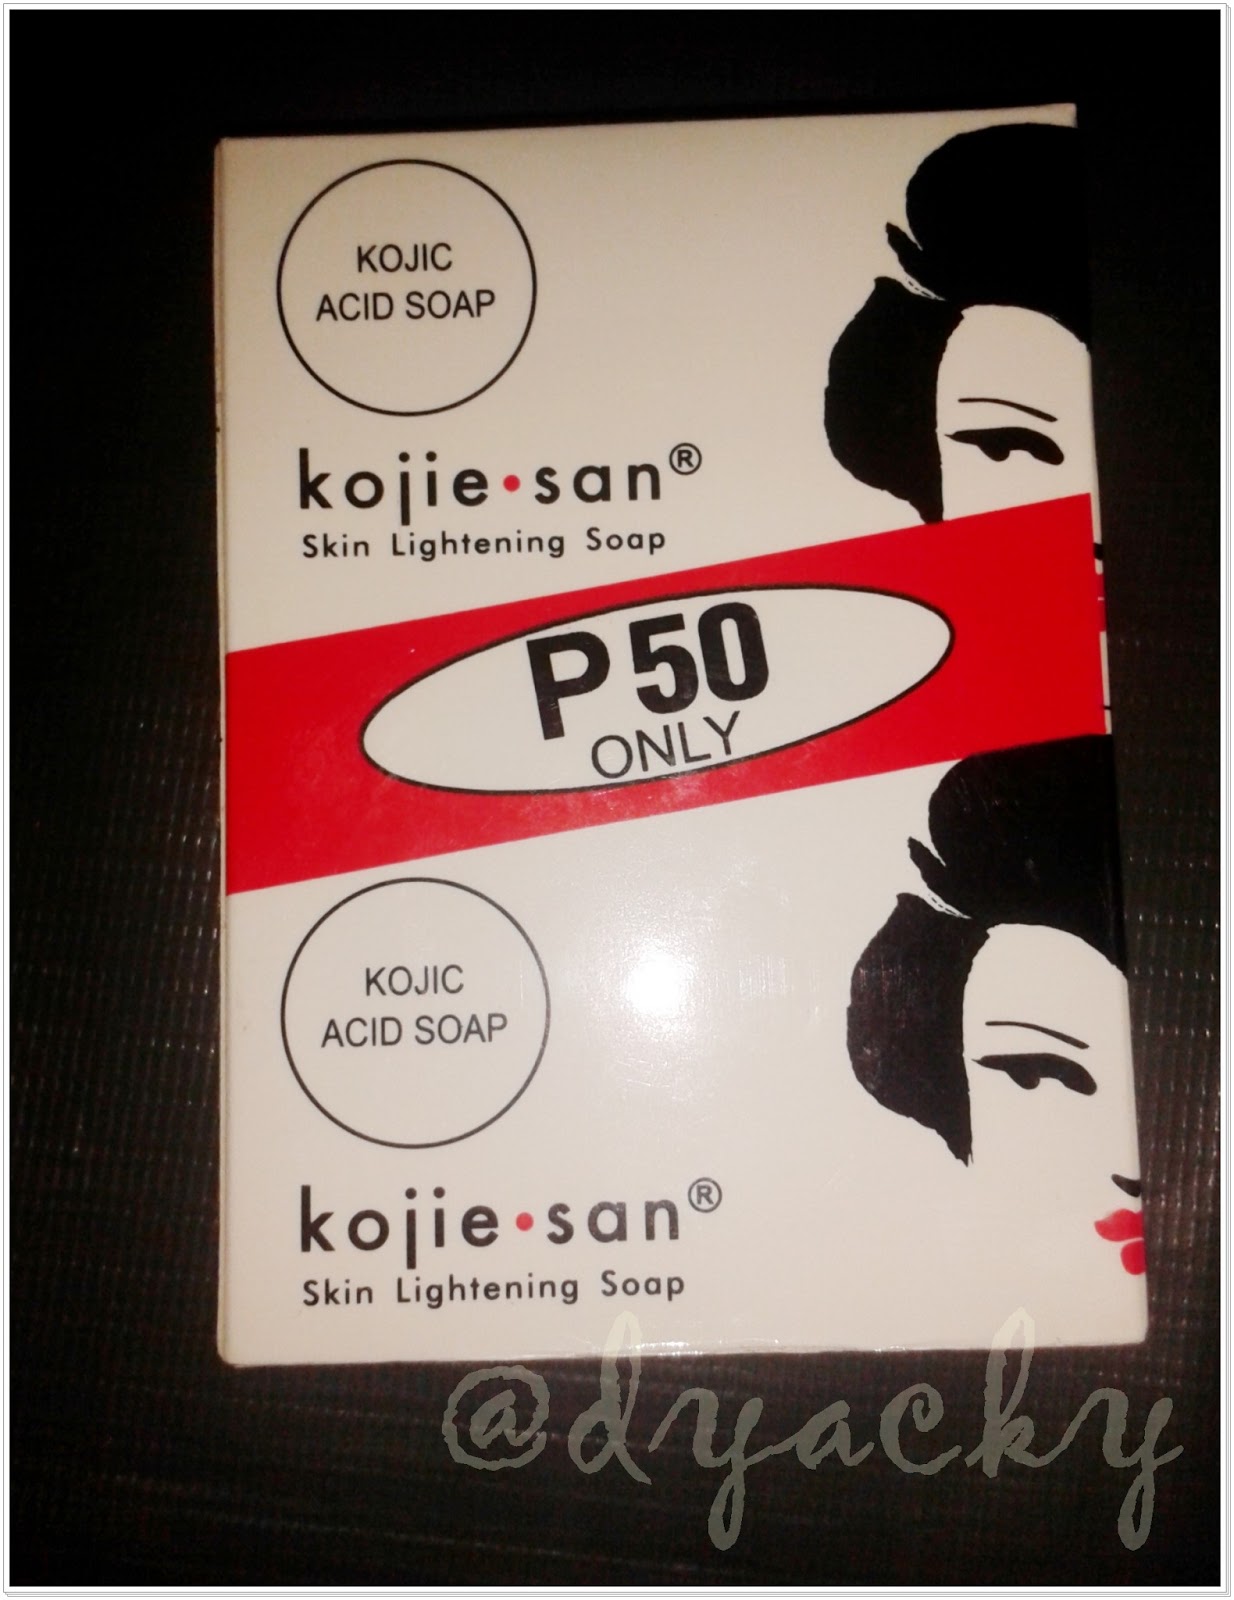 KOJIC
ACID SOAP
kojie•san®
Skin Lightening Soap
P50
ONLY
KOJIC
ACID SOAP
kojie•san®
Skin Lightening Soap
@dyacky